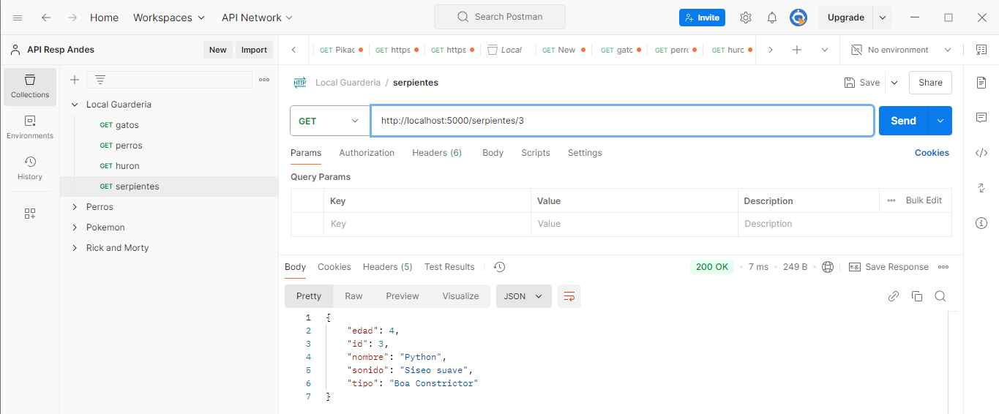 Home Workspaces API Network Search Postman Invite Upgrade
API Resp Andes New Import
GET Pikac GET https GET https Local GET New GET gatc GET perrc GET hurc No environment
Collections
Environments
History
Local Guarderia
GET gatos
GET perros
GET huron
GET serpientes
Perros
Pokemon
Rick and Morty
HTTP Local Guarderia / serpientes Save Share
GET http://localhost:5000/serpientes/3 Send
Params Authorization Headers (6) Body Scripts Settings Cookies
Query Params
Key Value Description Bulk Edit
Key Value Description
Body Cookies Headers (5) Test Results 200 OK 7 ms 249 B e.g. Save Response
Pretty Raw Preview Visualize JSON
1 {
2 "edad": 4,
3 "id": 3,
4 "nombre": "Python",
5 "sonido": "Siseo suave",
6 "tipo": "Boa Constrictor"
7 }